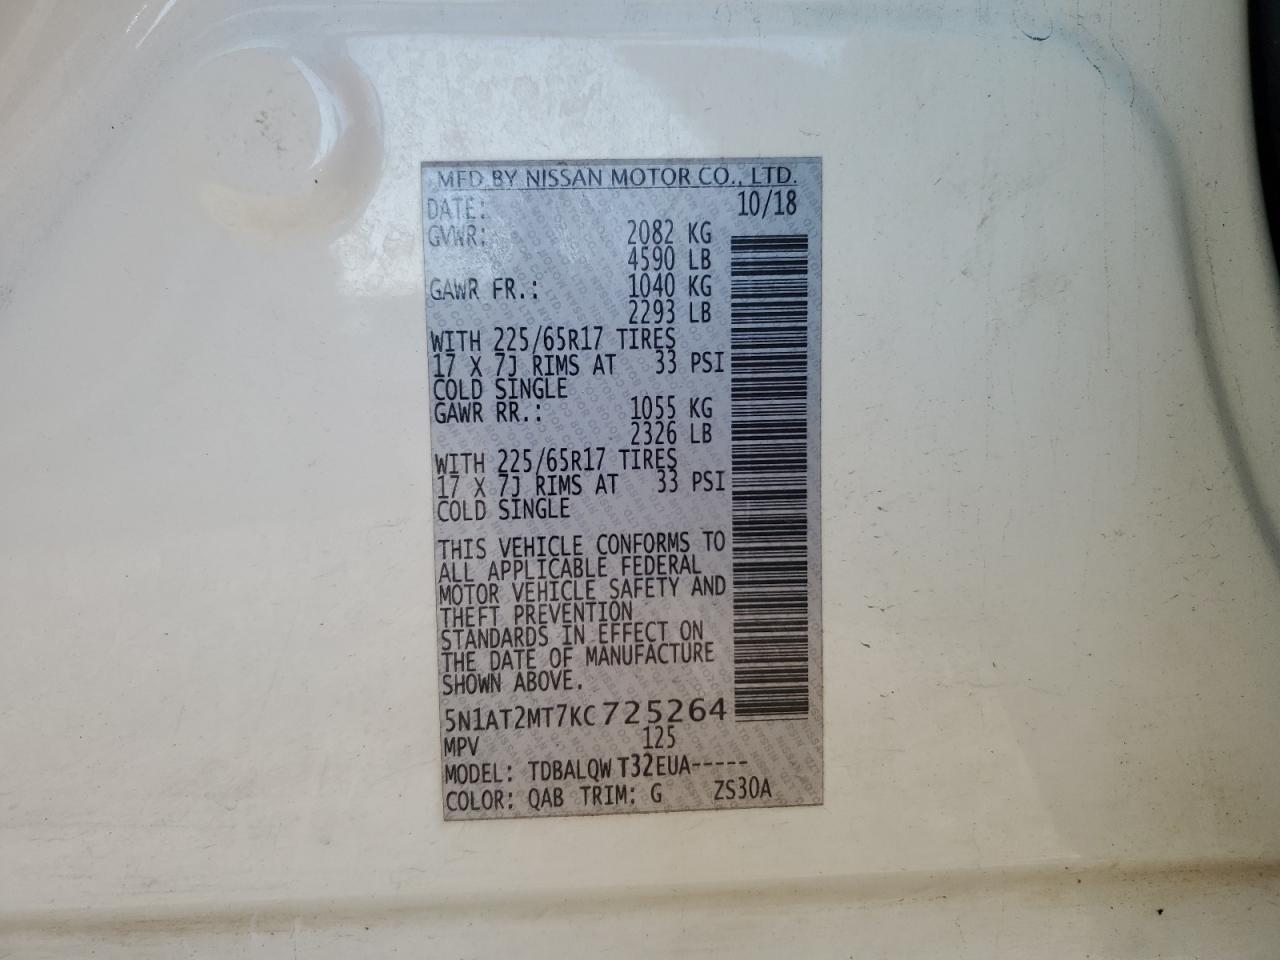 MFD BY NISSAN MOTOR CO., LTD.
DATE: 10/18
GVWR: 2082 KG
4590 LB
GAWR FR.: 1040 KG
2293 LB
WITH 225/65R17 TIRES
17 X 7J RIMS AT 33 PSI
COLD SINGLE
GAWR RR.: 1055 KG
2326 LB
WITH 225/65R17 TIRES
17 X 7J RIMS AT 33 PSI
COLD SINGLE
THIS VEHICLE CONFORMS TO
ALL APPLICABLE FEDERAL
MOTOR VEHICLE SAFETY AND
THEFT PREVENTION
STANDARDS IN EFFECT ON
THE DATE OF MANUFACTURE
SHOWN ABOVE.
5N1AT2MT7KC725264
MPV 125
MODEL: TDBALQW T32EUA-----
COLOR: QAB TRIM: G ZS30A